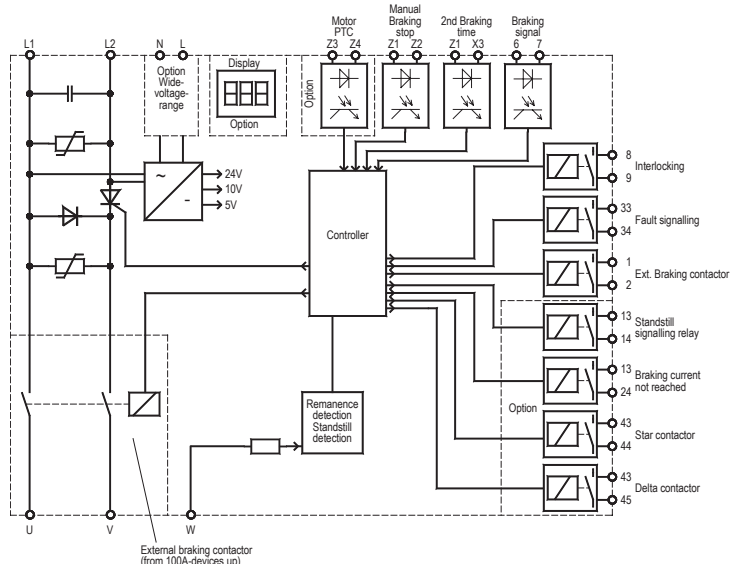 Motor
PTC
Manual
Braking
stop
2nd Braking
time
Braking
signal
L1
L2
N
L
Z3
Z4
Z1
Z2
Z1
X3
6
7
Option
Wide-
voltage-
range
Display
Option
Option
~
-
24V
10V
5V
Controller
8
9
Interlocking
33
34
Fault signalling
1
2
Ext. Braking contactor
13
14
Standstill
signalling relay
13
24
Braking current
not reached
Option
43
44
Star contactor
43
45
Delta contactor
Remanence
detection
Standstill
detection
U
V
W
External braking contactor
(from 100A-devices up)